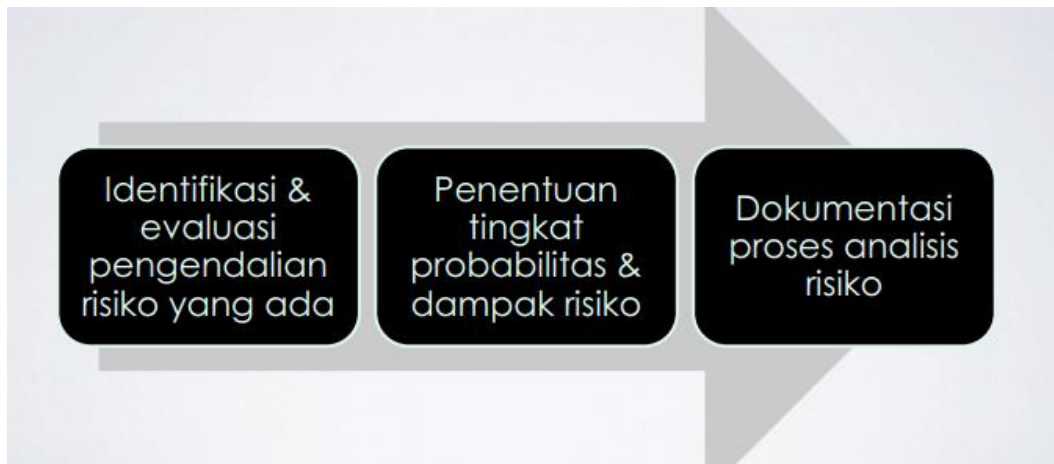 Identifikasi &
evaluasi
pengendalian
risiko yang ada
Penentuan
tingkat
probabilitas &
dampak risiko
Dokumentasi
proses analisis
risiko